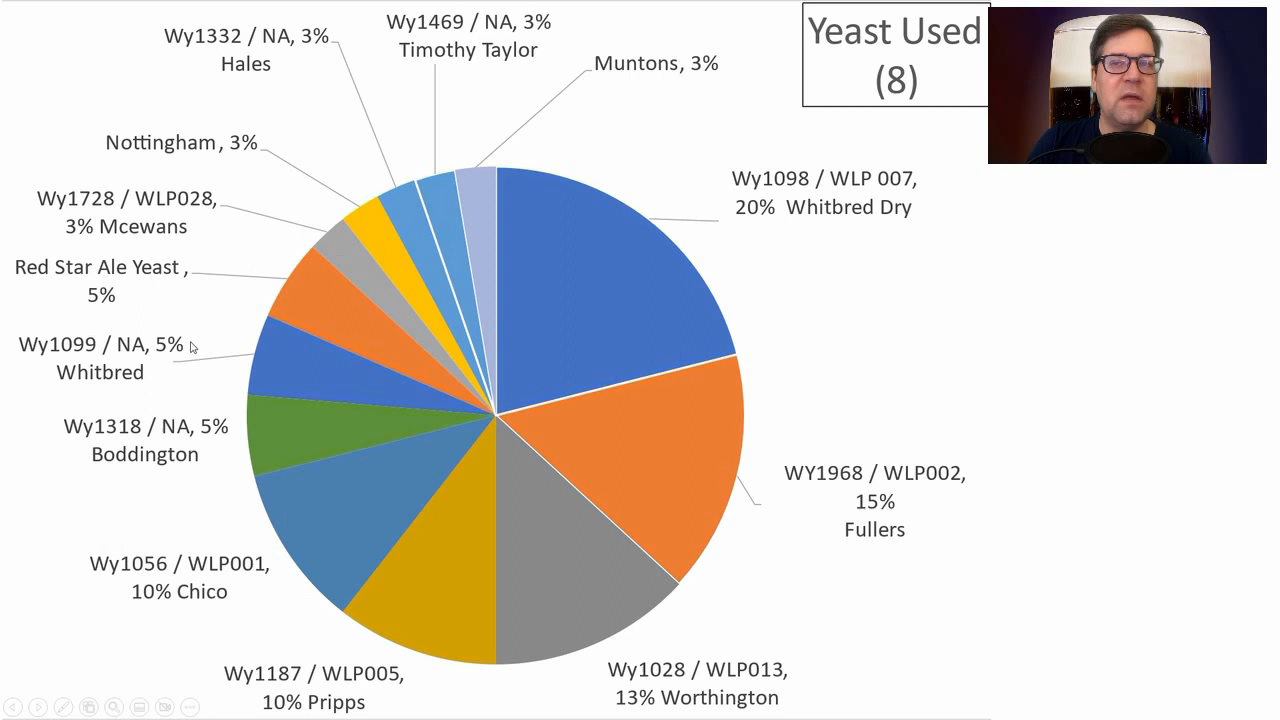 Yeast Used
(8)
Wy1469 / NA, 3%
Timothy Taylor
Wy1332 / NA, 3%
Hales
Muntons, 3%
Nottingham, 3%
Wy1098 / WLP 007,
20%  Whitbred Dry
Wy1728 / WLP028,
3% Mcewans
Red Star Ale Yeast ,
5%
Wy1099 / NA, 5%
Whitbred
Wy1318 / NA, 5%
Boddington
WY1968 / WLP002,
15%
Fullers
Wy1056 / WLP001,
10% Chico
Wy1187 / WLP005,
10% Pripps
Wy1028 / WLP013,
13% Worthington